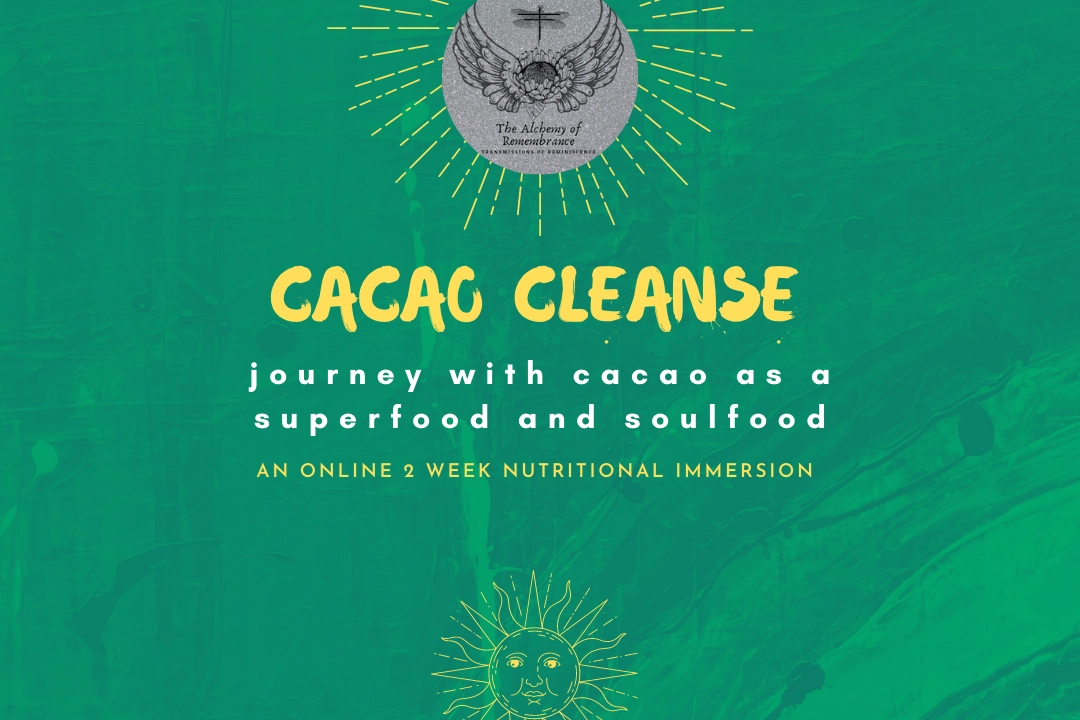 The Alchemy of
Remembrance
TRANSMISSIONS OF REMINISCENCE
CACAO CLEANSE
journey with cacao as a
superfood and soulfood
AN ONLINE 2 WEEK NUTRITIONAL IMMERSION